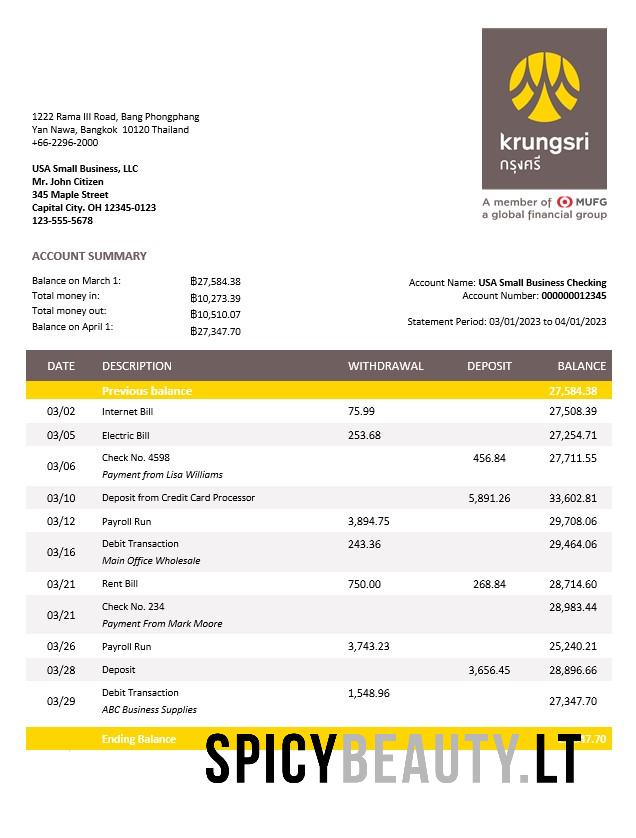 1222 Rama III Road, Bang Phongphang
Yan Nawa, Bangkok 10120 Thailand
+66-2296-2000
krungsri
กรุงศรี
A member of MUFG
a global financial group
USA Small Business, LLC
Mr. John Citizen
345 Maple Street
Capital City. OH 12345-0123
123-555-5678
ACCOUNT SUMMARY
Balance on March 1: ฿27,584.38
Total money in: ฿10,273.39
Total money out: ฿10,510.07
Balance on April 1: ฿27,347.70
Account Name: USA Small Business Checking
Account Number: 000000012345
Statement Period: 03/01/2023 to 04/01/2023
DATE DESCRIPTION WITHDRAWAL DEPOSIT BALANCE
Previous balance 27,584.38
03/02 Internet Bill 75.99 27,508.39
03/05 Electric Bill 253.68 27,254.71
03/06 Check No. 4598 456.84 27,711.55
Payment from Lisa Williams
03/10 Deposit from Credit Card Processor 5,891.26 33,602.81
03/12 Payroll Run 3,894.75 29,708.06
03/16 Debit Transaction 243.36 29,464.06
Main Office Wholesale
03/21 Rent Bill 750.00 268.84 28,714.60
03/21 Check No. 234 28,983.44
Payment From Mark Moore
03/26 Payroll Run 3,743.23 25,240.21
03/28 Deposit 3,656.45 28,896.66
03/29 Debit Transaction 1,548.96 27,347.70
ABC Business Supplies
Ending Balance 47.70
SPICYBEAUTY.LT